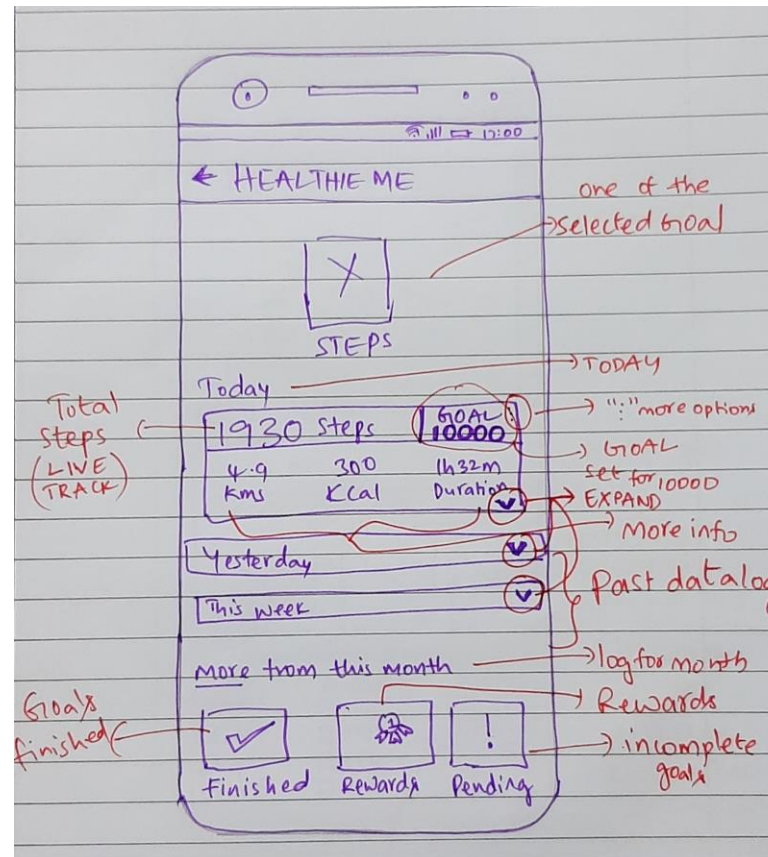 12:00
← HEALTHIE ME
one of the
selected Goal
X
STEPS
Today
TODAY
Total
Steps
(LIVE
TRACK)
1930 Steps
GOAL :
10000
":" more options
GOAL
set for 10000
4.9
Kms
300
KCal
1h32m
Duration
EXPAND
More info
Yesterday
This week
Past datalog
More from this month
log for month
Rewards
Goals
finished
1
!
incomplete
goals
Finished
Rewards
Pending